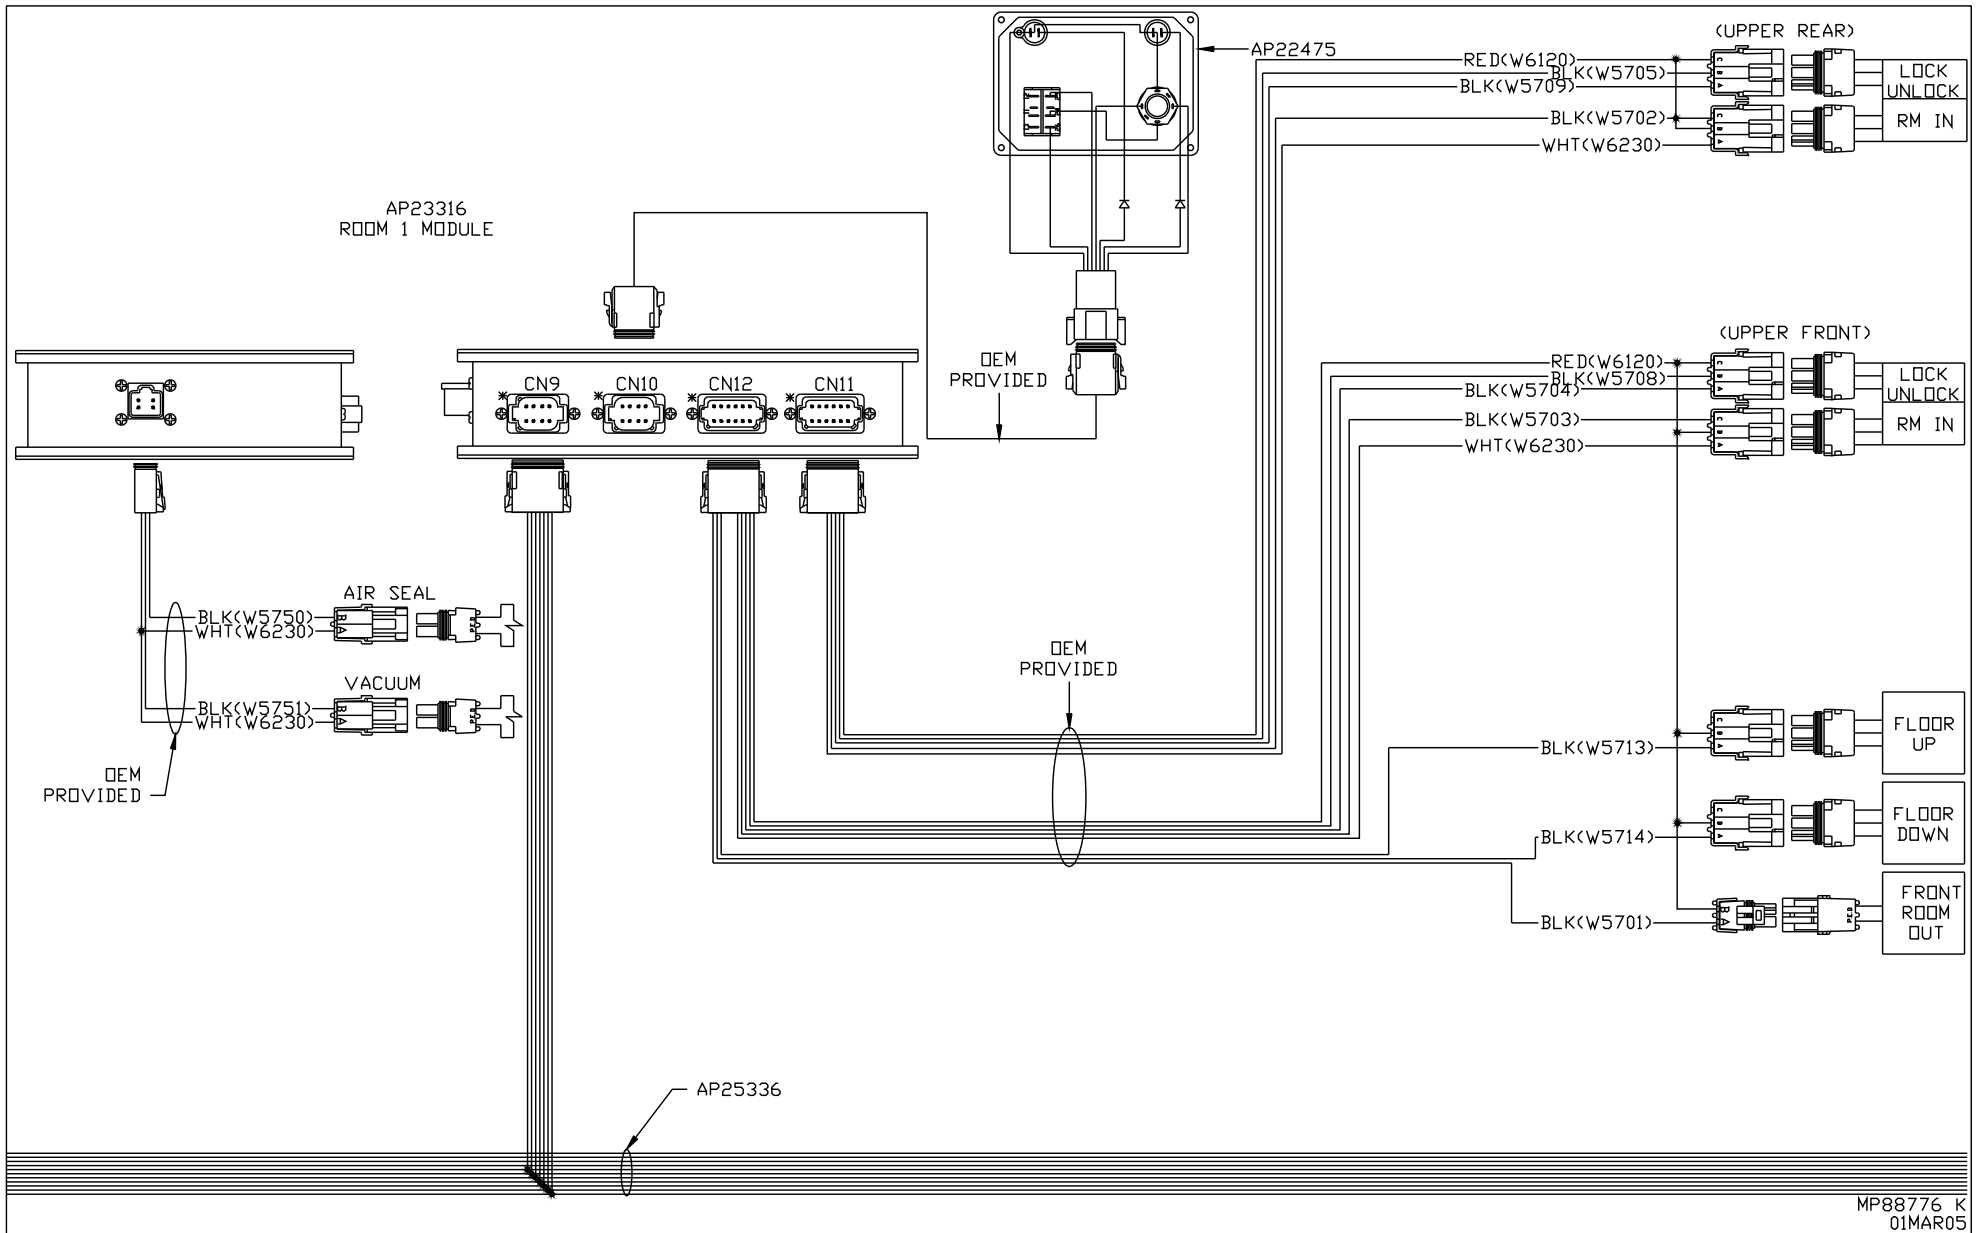 (UPPER REAR)
AP22475
RED(W6120)
BLK(W5705)
BLK(W5709)
BLK(W5702)
WHT(W6230)
C
B
A
C
B
A
LOCK
UNLOCK
RM IN
AP23316
ROOM 1 MODULE
(UPPER FRONT)
OEM
PROVIDED
RED(W6120)
BLK(W5708)
BLK(W5704)
BLK(W5703)
WHT(W6230)
C
B
A
C
B
A
LOCK
UNLOCK
RM IN
CN9
CN10
CN12
CN11
AIR SEAL
BLK(W5750)
WHT(W6230)
B
A
P.E.D
VACUUM
BLK(W5751)
WHT(W6230)
B
A
P.E.D
OEM
PROVIDED
OEM
PROVIDED
BLK(W5713)
C
B
A
FLOOR
UP
BLK(W5714)
C
B
A
FLOOR
DOWN
BLK(W5701)
B
A
P.E.D
FRONT
ROOM
OUT
AP25336
MP88776 K
01MAR05